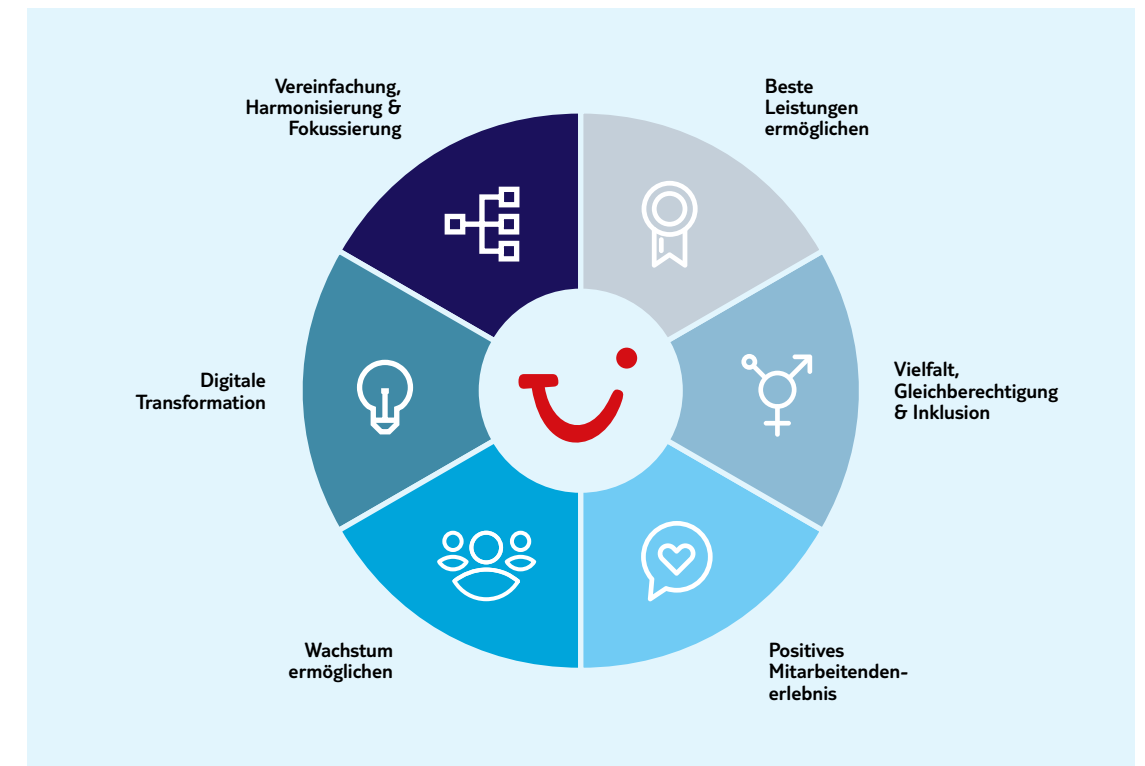 Vereinfachung,
Harmonisierung &
Fokussierung
Beste
Leistungen
ermöglichen
Digitale
Transformation
Vielfalt,
Gleichberechtigung
& Inklusion
Wachstum
ermöglichen
Positives
Mitarbeitenden-
erlebnis